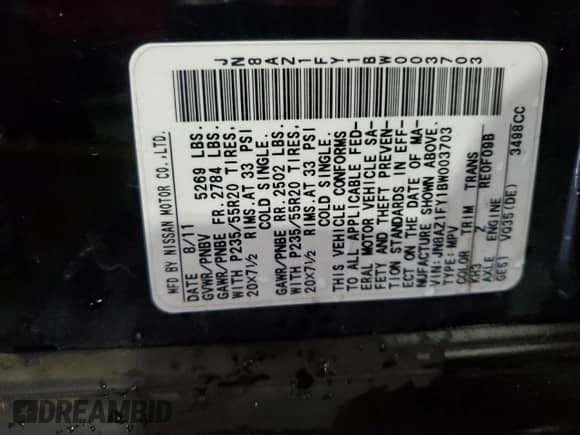 JN8AZ1FY1BW003703
MFD BY NISSAN MOTOR CO.,LTD.
DATE 8/11
GVWR/PNBV 5269 LBS.
GAWR/PNBE FR. 2784 LBS.
WITH P235/55R20 TIRES,
20X7½ RIMS.AT 33 PSI
COLD SINGLE.
GAWR/PNBE RR. 2502 LBS.
WITH P235/55R20 TIRES,
20X7½ RIMS.AT 33 PSI
COLD SINGLE.
THIS VEHICLE CONFORMS
TO ALL APPLICABLE FED-
ERAL MOTOR VEHICLE SA-
FETY AND THEFT PREVEN-
TION STANDARDS IN EFF-
ECT ON THE DATE OF MA-
NUFACTURE SHOWN ABOVE.
VIN:JN8AZ1FY1BW003703
TYPE:MPV
COLOR TRIM TRANS
KH3 Z RE0F09B
AXLE ENGINE
GE61 VQ35(DE) 3498CC
DREAMBID